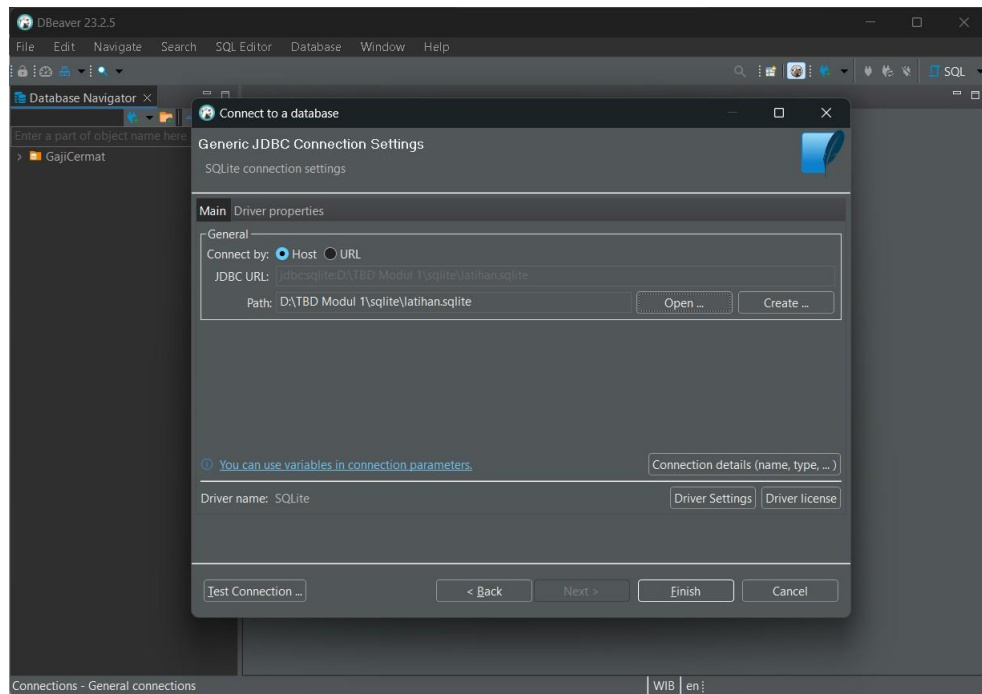 DBeaver 23.2.5
File Edit Navigate Search SQL Editor Database Window Help
SQL
Database Navigator
Enter a part of object name here
GajiCermat
Connect to a database
Generic JDBC Connection Settings
SQLite connection settings
Main Driver properties
General
Connect by: Host URL
JDBC URL: jdbc:sqlite:D:\TBD Modul 1\sqlite\latihan.sqlite
Path: D:\TBD Modul 1\sqlite\latihan.sqlite Open ... Create ...
You can use variables in connection parameters. Connection details (name, type, ... )
Driver name: SQLite Driver Settings Driver license
Test Connection ... < Back Next > Finish Cancel
Connections - General connections WIB en